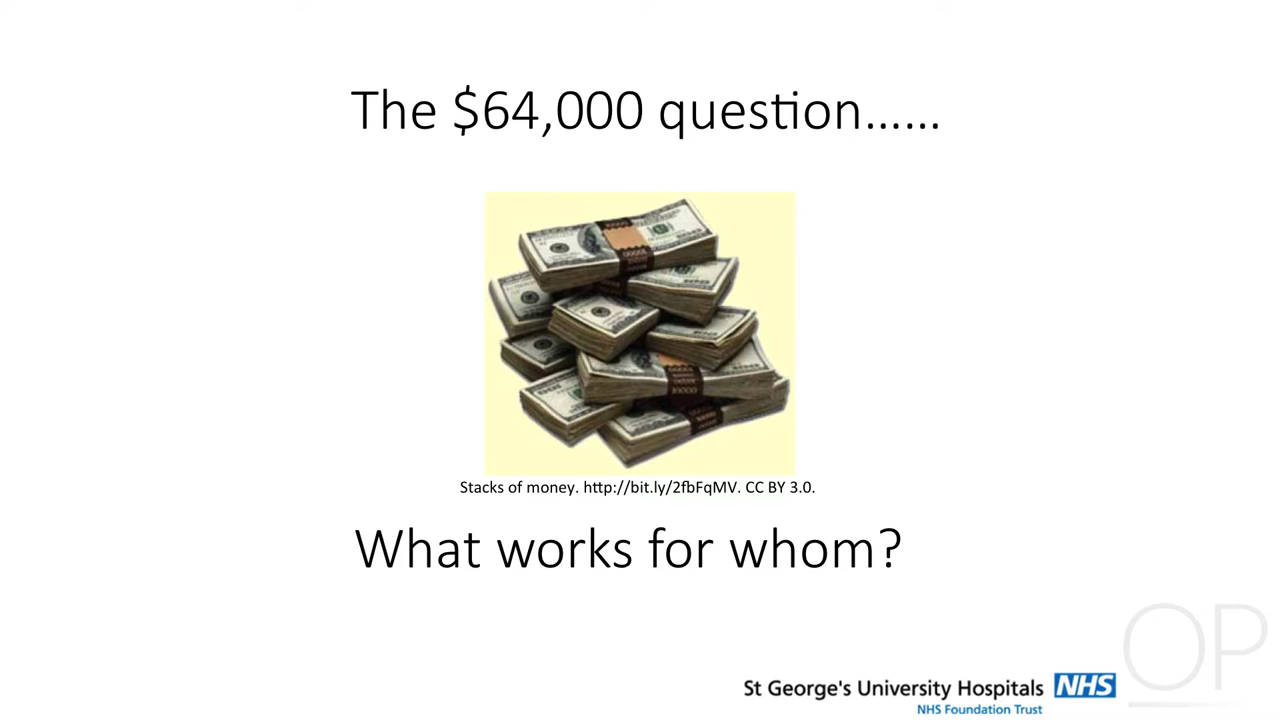 The $64,000 question......
Stacks of money. http://bit.ly/2fbFqMV. CC BY 3.0.
What works for whom?
OP
St George's University Hospitals NHS
NHS Foundation Trust